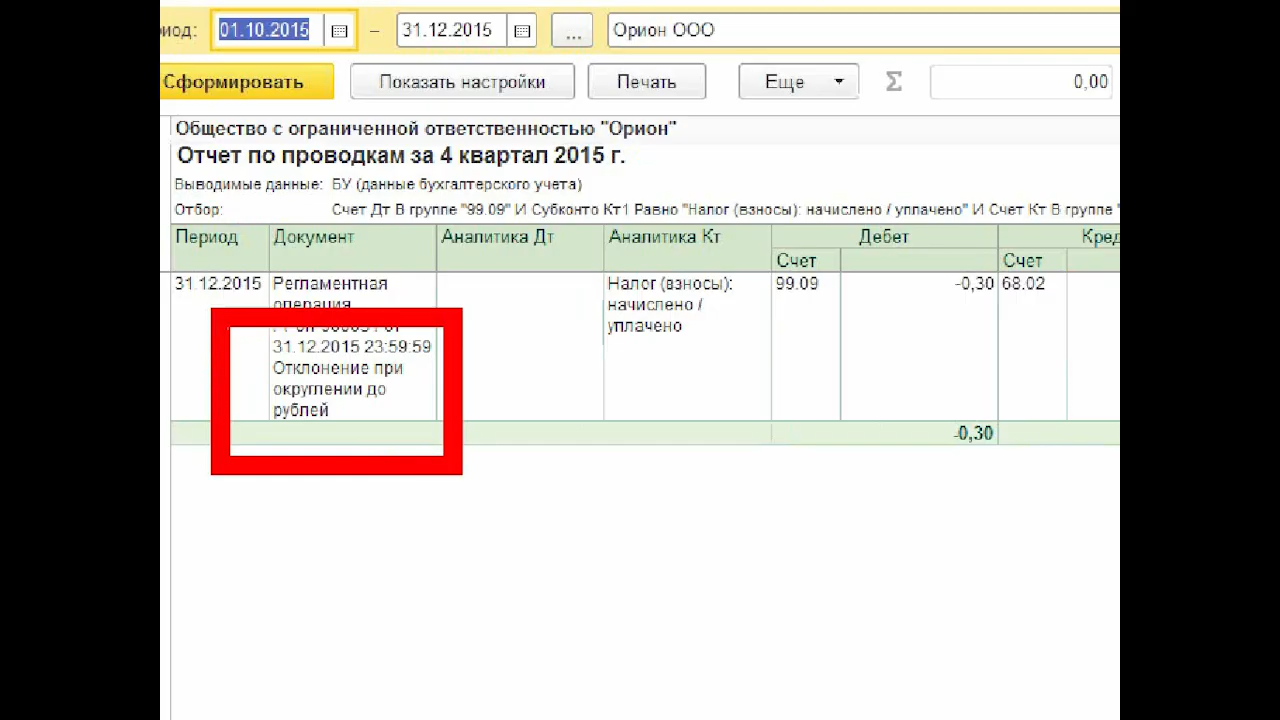 иод: 01.10.2015 – 31.12.2015 ... Орион ООО
Сформировать Показать настройки Печать Еще Σ 0,00
Общество с ограниченной ответственностью "Орион"
Отчет по проводкам за 4 квартал 2015 г.
Выводимые данные: БУ (данные бухгалтерского учета)
Отбор: Счет Дт В группе "99.09" И Субконто Кт1 Равно "Налог (взносы): начислено / уплачено" И Счет Кт В группе "
Период Документ Аналитика Дт Аналитика Кт Дебет Кред
Счет Счет
31.12.2015 Регламентная Налог (взносы): 99.09 -0,30 68.02
операция начислено /
уплачено
31.12.2015 23:59:59
Отклонение при
округлении до
рублей
-0,30